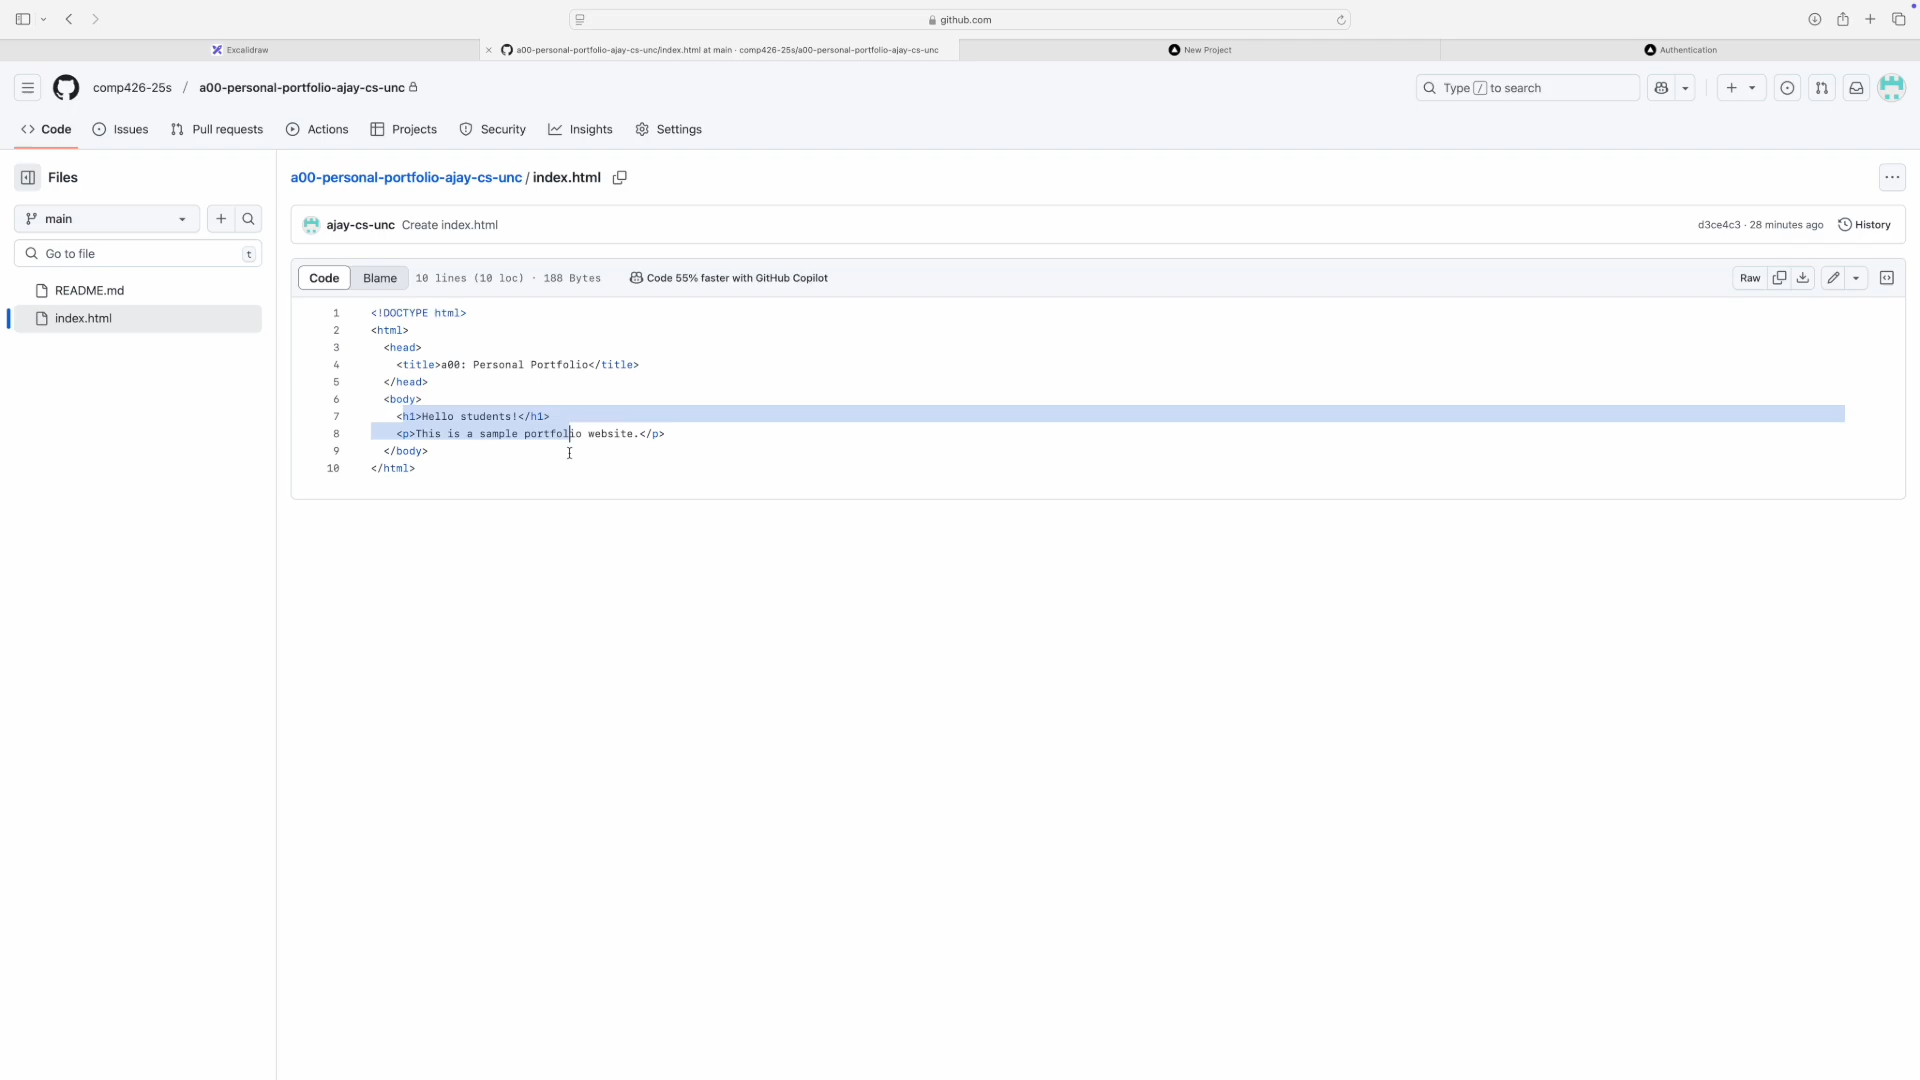 github.com
Excalidraw
a00-personal-portfolio-ajay-cs-unc/index.html at main · comp426-25s/a00-personal-portfolio-ajay-cs-unc
New Project
Authentication
comp426-25s / a00-personal-portfolio-ajay-cs-unc
Type / to search
Code
Issues
Pull requests
Actions
Projects
Security
Insights
Settings
Files
main
Go to file
t
README.md
index.html
a00-personal-portfolio-ajay-cs-unc / index.html
ajay-cs-unc Create index.html
d3ce4c3 · 28 minutes ago
History
Code
Blame
10 lines (10 loc) · 188 Bytes
Code 55% faster with GitHub Copilot
Raw
1 <!DOCTYPE html>
2 <html>
3 <head>
4 <title>a00: Personal Portfolio</title>
5 </head>
6 <body>
7 <h1>Hello students!</h1>
8 <p>This is a sample portfolio website.</p>
9 </body>
10 </html>